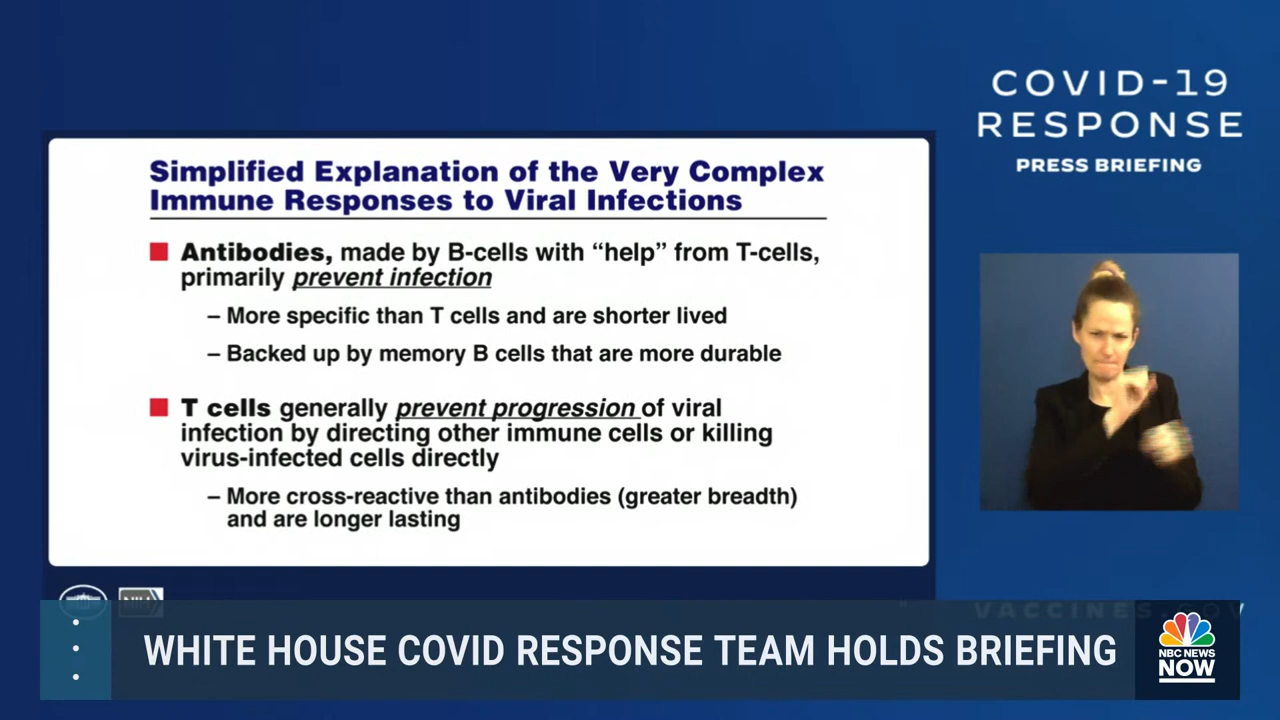 COVID-19
RESPONSE
PRESS BRIEFING
Simplified Explanation of the Very Complex
Immune Responses to Viral Infections
■ Antibodies, made by B-cells with “help” from T-cells,
primarily prevent infection
– More specific than T cells and are shorter lived
– Backed up by memory B cells that are more durable
■ T cells generally prevent progression of viral
infection by directing other immune cells or killing
virus-infected cells directly
– More cross-reactive than antibodies (greater breadth)
and are longer lasting
NIH
VACCINES.GOV
WHITE HOUSE COVID RESPONSE TEAM HOLDS BRIEFING
NBC NEWS
NOW